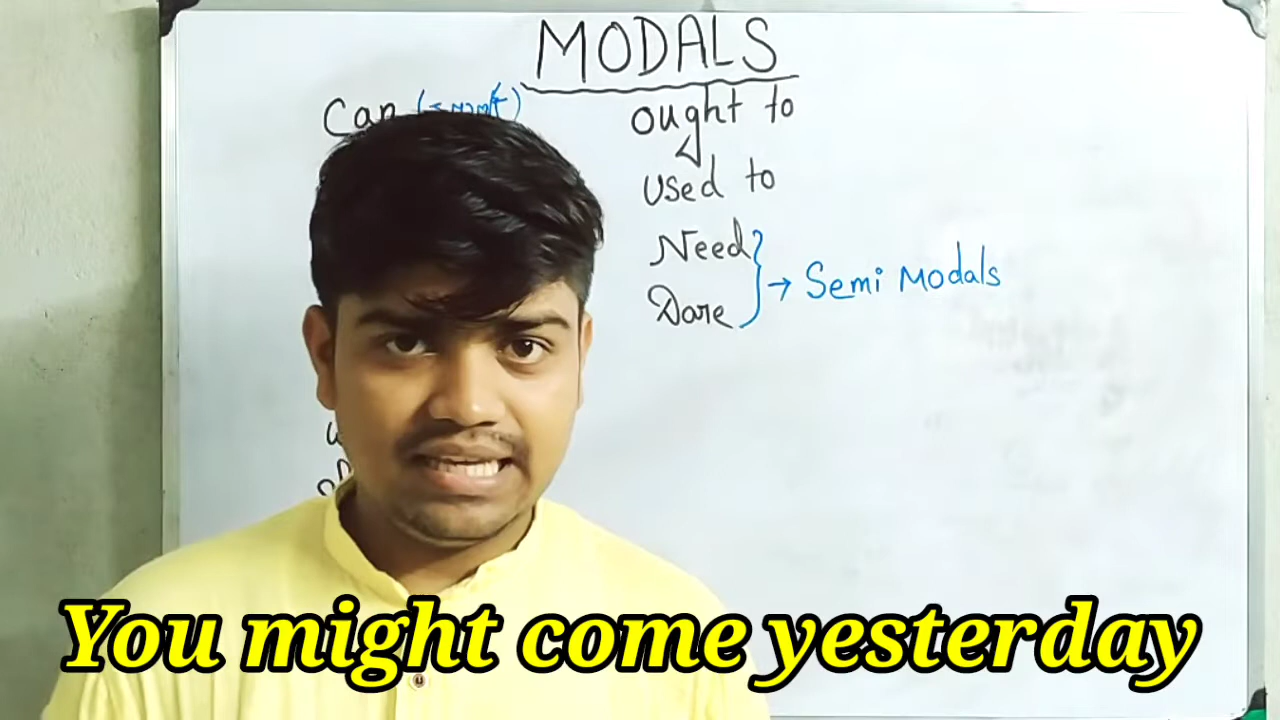 MODALS
Can
ought to
used to
Need
Dare
→ Semi Modals
You might come yesterday